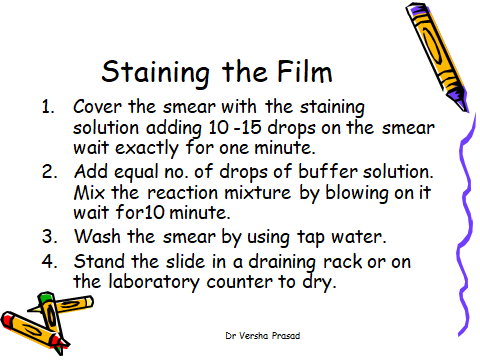 Staining the Film
1. Cover the smear with the staining
solution adding 10 -15 drops on the smear
wait exactly for one minute.
2. Add equal no. of drops of buffer solution.
Mix the reaction mixture by blowing on it
wait for10 minute.
3. Wash the smear by using tap water.
4. Stand the slide in a draining rack or on
the laboratory counter to dry.
Dr Versha Prasad